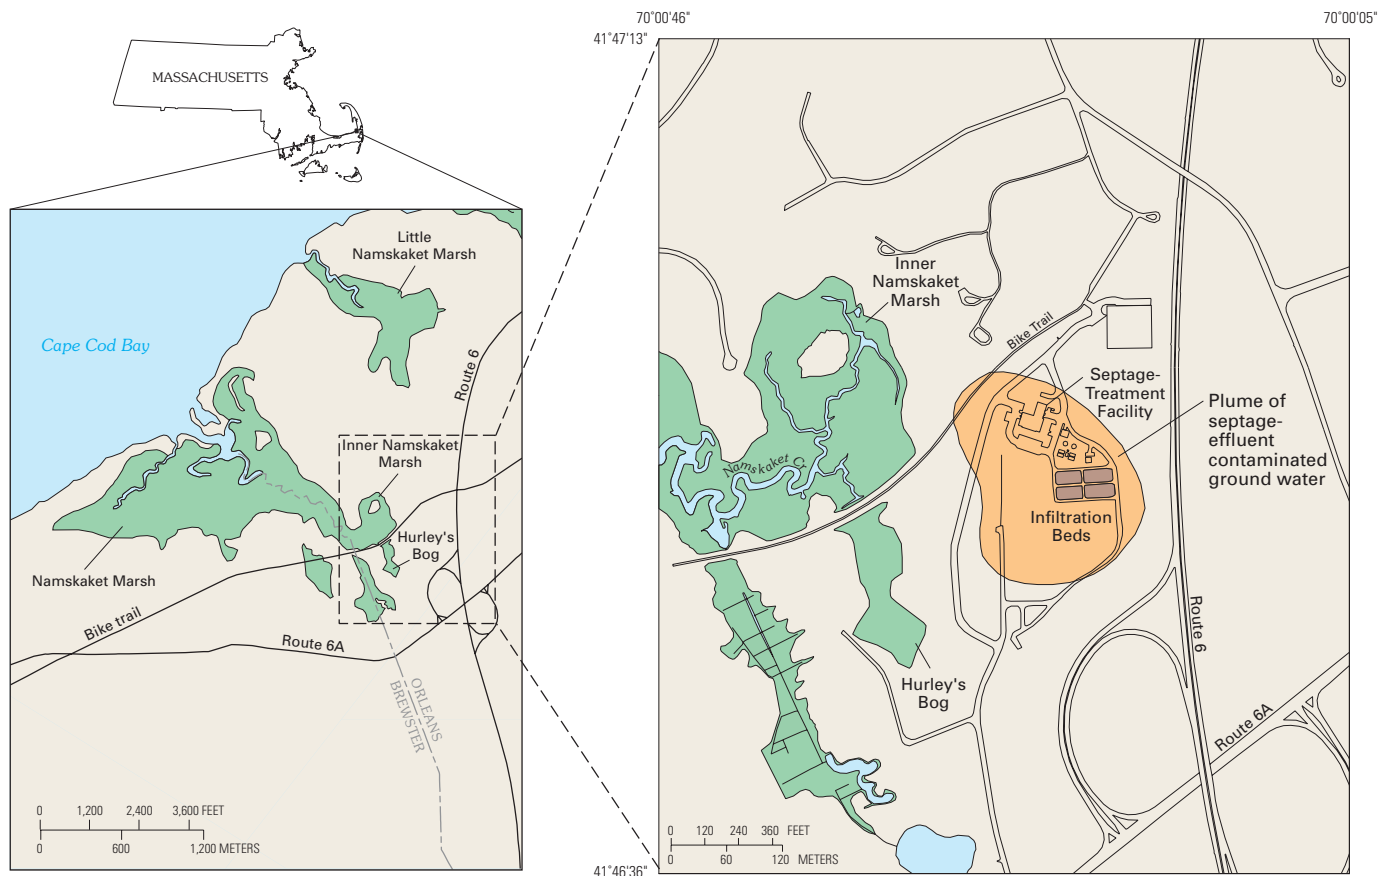 MASSACHUSETTS
Cape Cod Bay
Little
Namskaket Marsh
Route 6
Inner Namskaket
Marsh
Hurley's
Bog
Namskaket Marsh
Bike trail
Route 6A
ORLEANS
BREWSTER
0 1,200 2,400 3,600 FEET
0 600 1,200 METERS
70°00'46"
70°00'05"
41°47'13"
41°46'36"
Inner
Namskaket
Marsh
Bike Trail
Septage-
Treatment
Facility
Plume of
septage-
effluent
contaminated
ground water
Namskaket Cr
Infiltration
Beds
Hurley's
Bog
Route 6
Route 6A
0 120 240 360 FEET
0 60 120 METERS